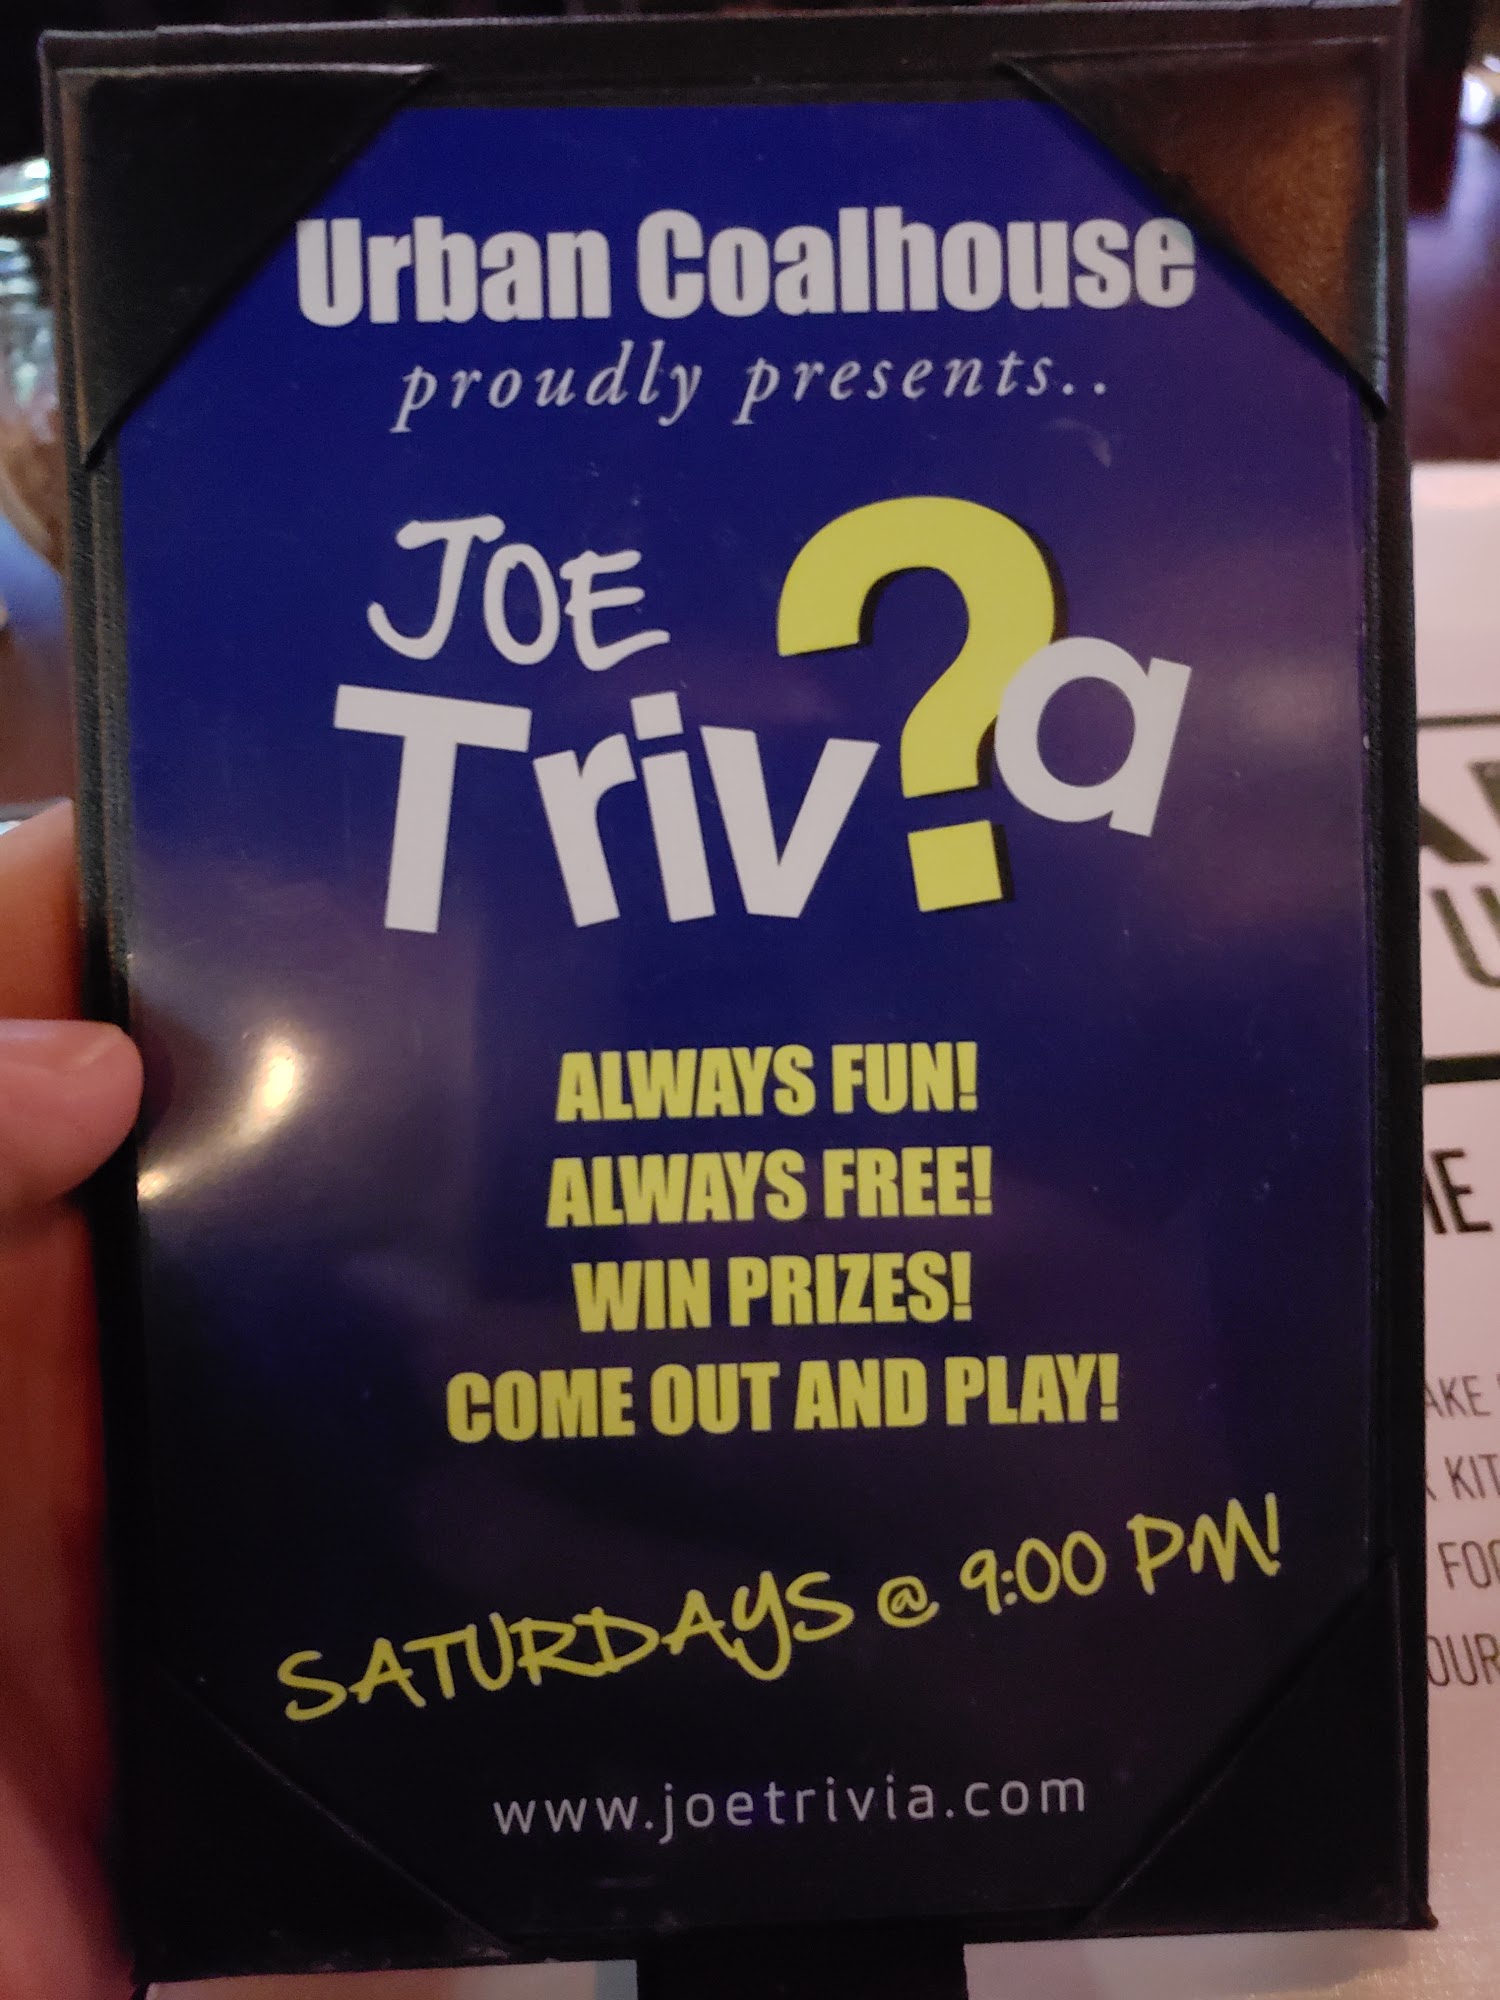 Urban Coalhouse
proudly presents..
JOE
Triv?a
ALWAYS FUN!
ALWAYS FREE!
WIN PRIZES!
COME OUT AND PLAY!
SATURDAYS @ 9:00 PM!
www.joetrivia.com